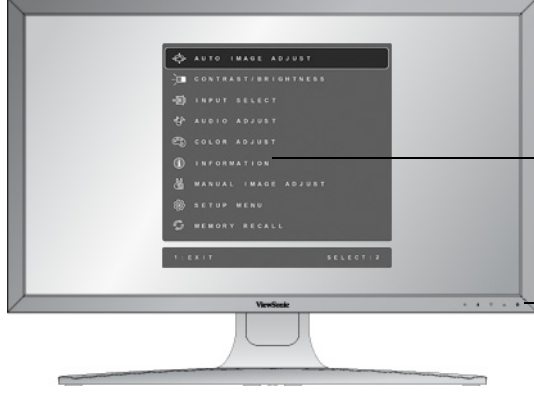 AUTO IMAGE ADJUST
CONTRAST/BRIGHTNESS
INPUT SELECT
AUDIO ADJUST
COLOR ADJUST
INFORMATION
MANUAL IMAGE ADJUST
SETUP MENU
MEMORY RECALL
1:EXIT SELECT:2
ViewSonic